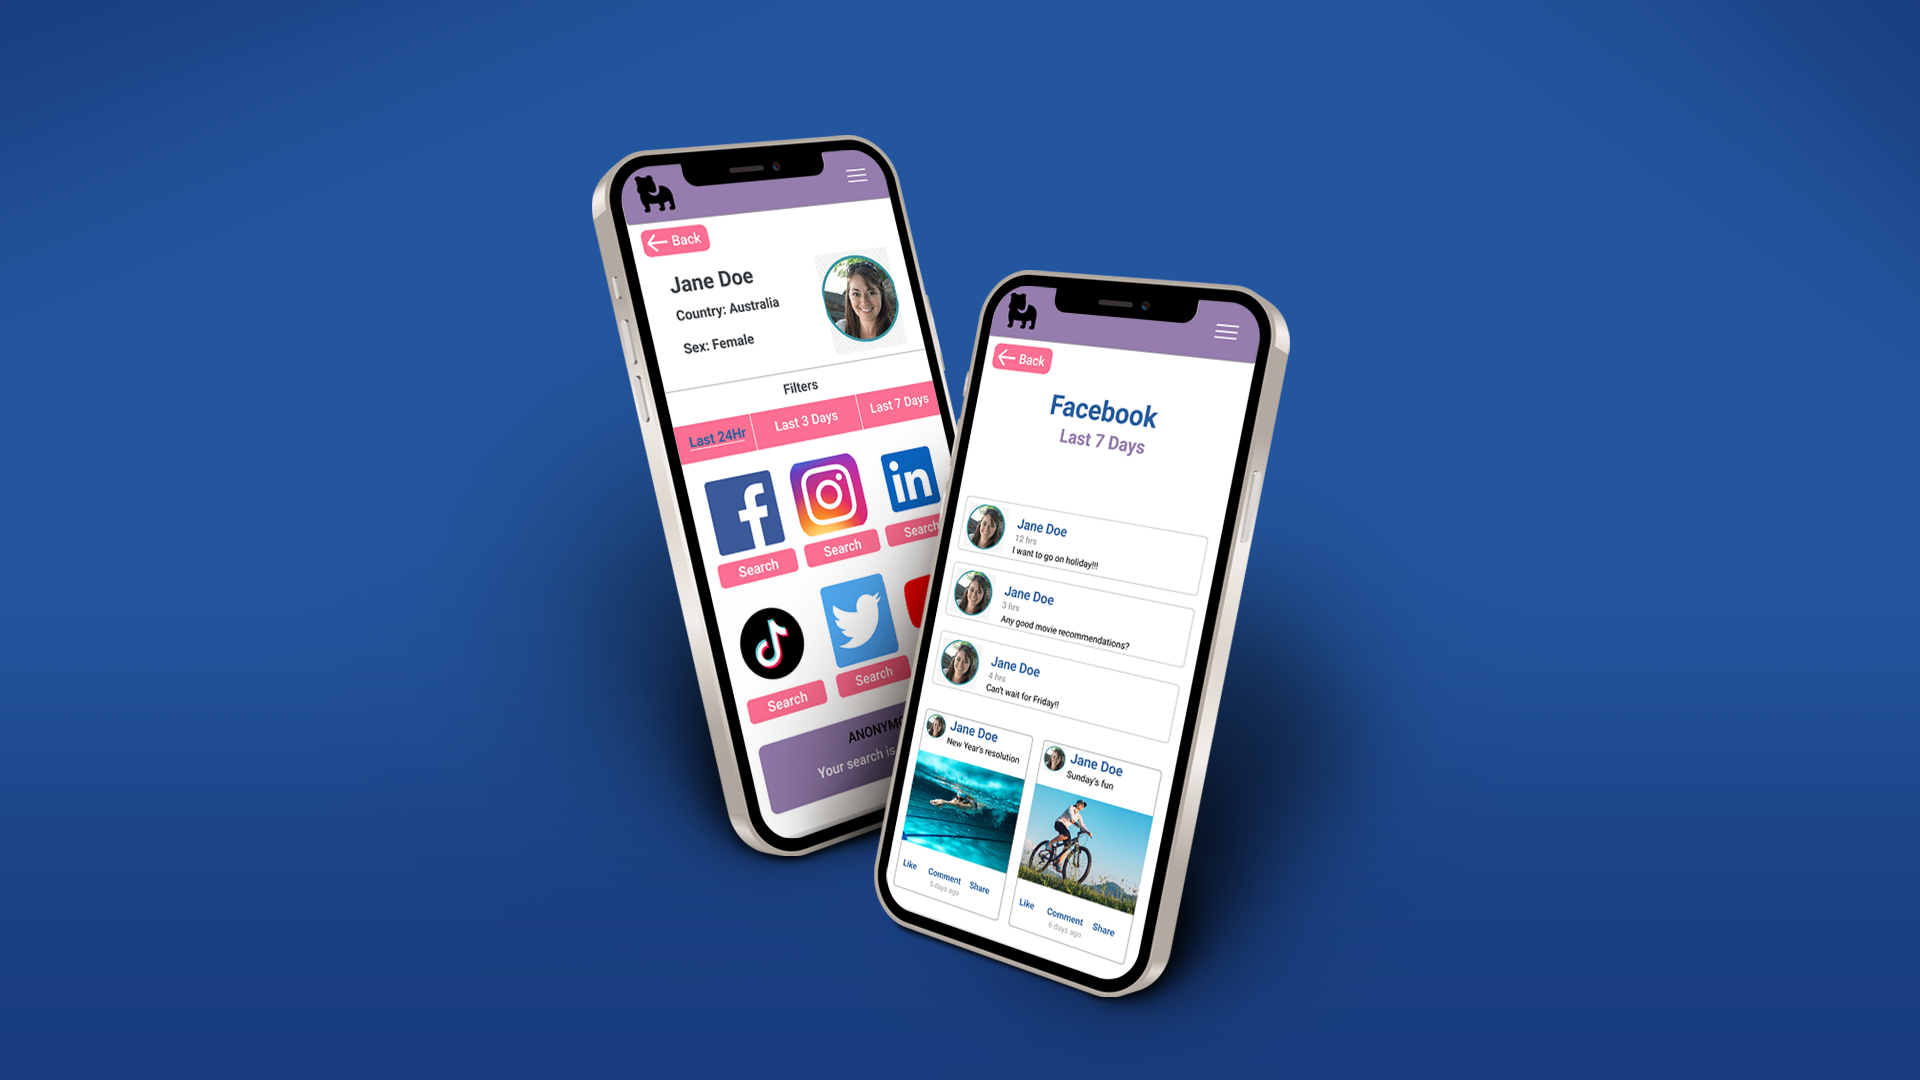 Back
Jane Doe
Country: Australia
Sex: Female
Filters
Last 24Hr
Last 3 Days
Last 7 Days
f
in
Search
Search
Search
Search
Search
Your search is
Back
Facebook
Last 7 Days
Jane Doe
12 hrs
I want to go on holiday!!!
Jane Doe
3 hrs
Any good movie recommendations?
Jane Doe
4 hrs
Can't wait for Friday!!
Jane Doe
New Year's resolution
Like Comment Share
5 days ago
Jane Doe
Sunday's fun
Like Comment Share
6 days ago